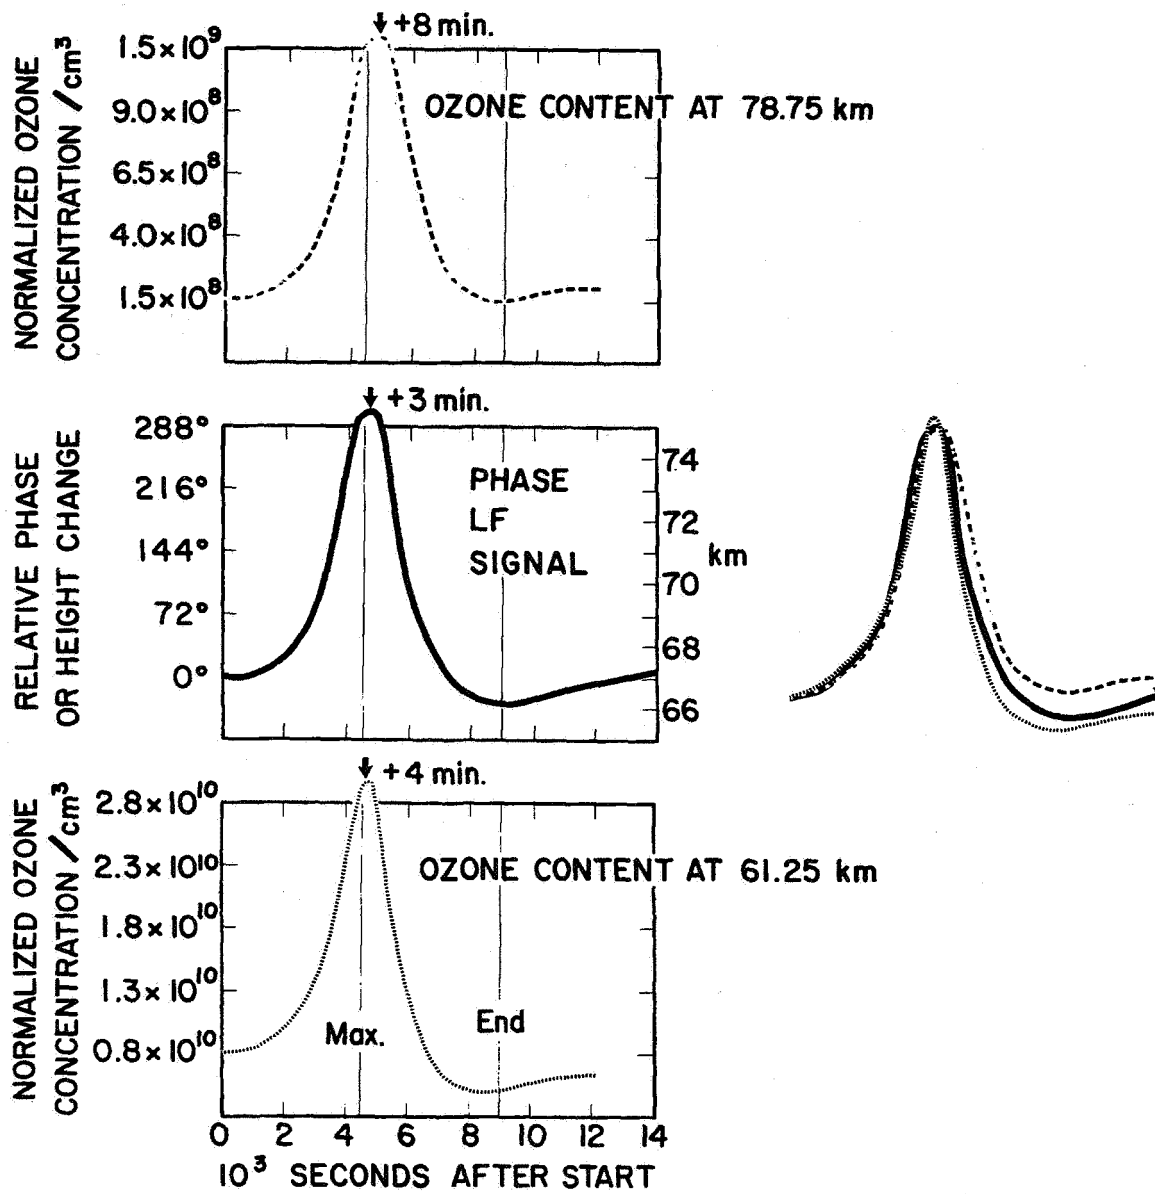 +8 min.
NORMALIZED OZONE
CONCENTRATION /cm³
1.5×10⁹
9.0×10⁸
6.5×10⁸
4.0×10⁸
1.5×10⁸
OZONE CONTENT AT 78.75 km
+3 min.
RELATIVE PHASE
OR HEIGHT CHANGE
288°
216°
144°
72°
0°
PHASE
LF
SIGNAL
74
72
70
68
66
km
+4 min.
NORMALIZED OZONE
CONCENTRATION /cm³
2.8×10¹⁰
2.3×10¹⁰
1.8×10¹⁰
1.3×10¹⁰
0.8×10¹⁰
OZONE CONTENT AT 61.25 km
Max.
End
0 2 4 6 8 10 12 14
10³ SECONDS AFTER START